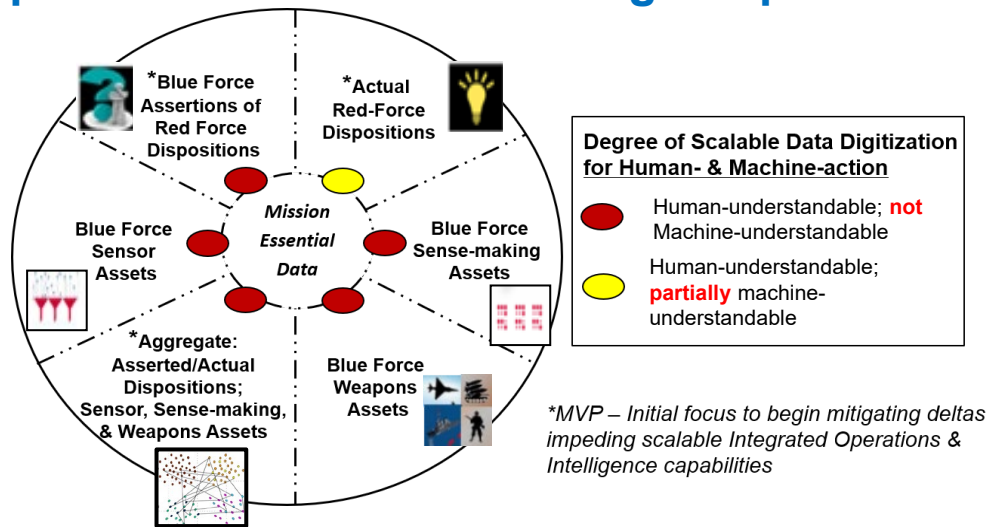 *Blue Force
Assertions of
Red Force
Dispositions
*Actual
Red-Force
Dispositions
Blue Force
Sensor
Assets
Mission
Essential
Data
Blue Force
Sense-making
Assets
*Aggregate:
Asserted/Actual
Dispositions;
Sensor, Sense-making,
& Weapons Assets
Blue Force
Weapons
Assets
Degree of Scalable Data Digitization
for Human- & Machine-action
Human-understandable; not
Machine-understandable
Human-understandable;
partially machine-
understandable
*MVP – Initial focus to begin mitigating deltas
impeding scalable Integrated Operations &
Intelligence capabilities